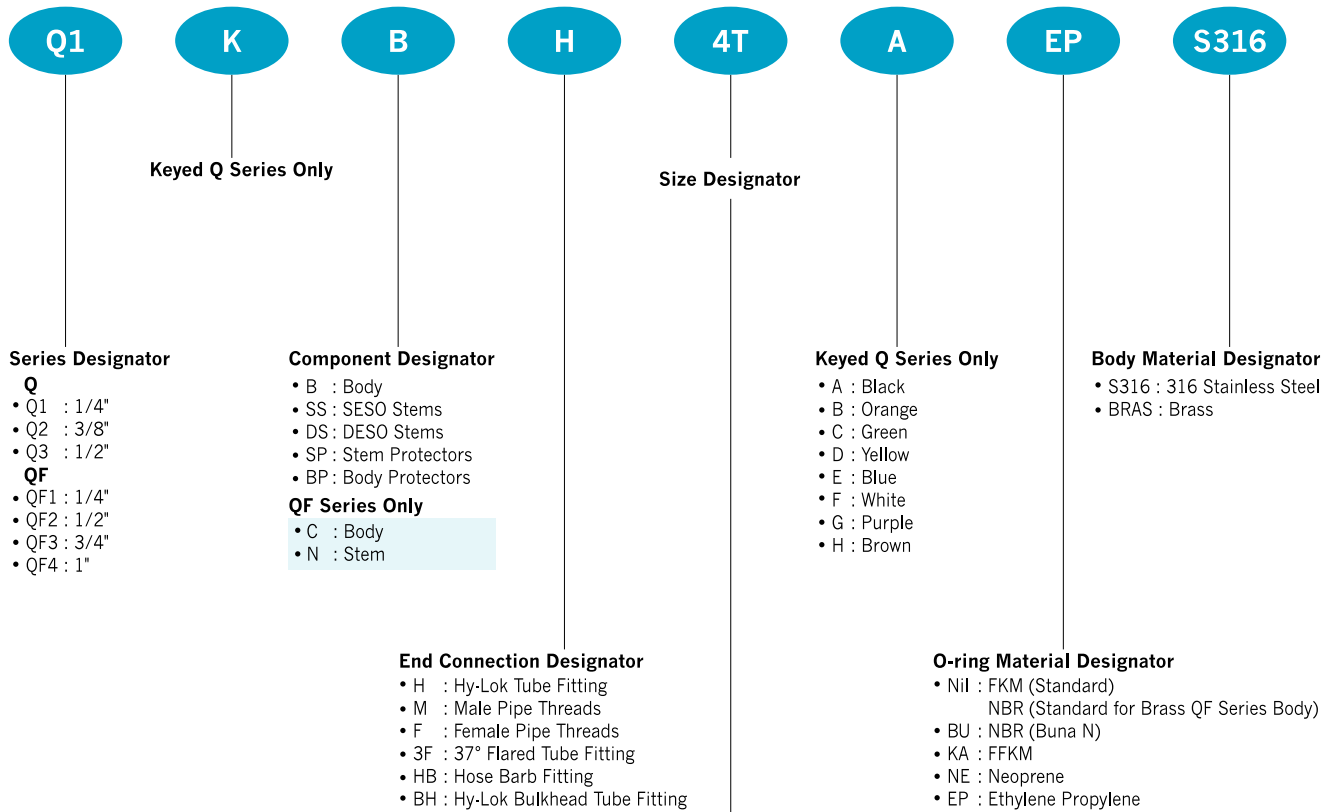 Q1 K B H 4T A EP S316
Keyed Q Series Only
Size Designator
Series Designator
Q
• Q1 : 1/4"
• Q2 : 3/8"
• Q3 : 1/2"
QF
• QF1 : 1/4"
• QF2 : 1/2"
• QF3 : 3/4"
• QF4 : 1"
Component Designator
• B : Body
• SS : SESO Stems
• DS : DESO Stems
• SP : Stem Protectors
• BP : Body Protectors
QF Series Only
• C : Body
• N : Stem
Keyed Q Series Only
• A : Black
• B : Orange
• C : Green
• D : Yellow
• E : Blue
• F : White
• G : Purple
• H : Brown
Body Material Designator
• S316 : 316 Stainless Steel
• BRAS : Brass
End Connection Designator
• H : Hy-Lok Tube Fitting
• M : Male Pipe Threads
• F : Female Pipe Threads
• 3F : 37° Flared Tube Fitting
• HB : Hose Barb Fitting
• BH : Hy-Lok Bulkhead Tube Fitting
O-ring Material Designator
• Nil : FKM (Standard)
NBR (Standard for Brass QF Series Body)
• BU : NBR (Buna N)
• KA : FFKM
• NE : Neoprene
• EP : Ethylene Propylene